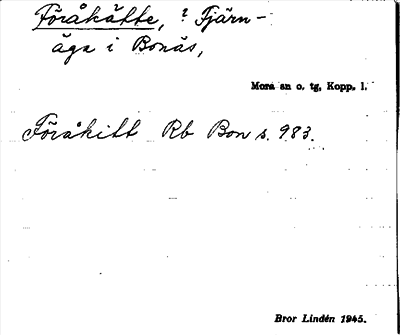 Föråkätte, ? Fjärn-
äga i Bonäs,
Mora sn o. tg, Kopp. l.
Föråkitt Rb Bon s. 983.
Bror Lindén 1945.